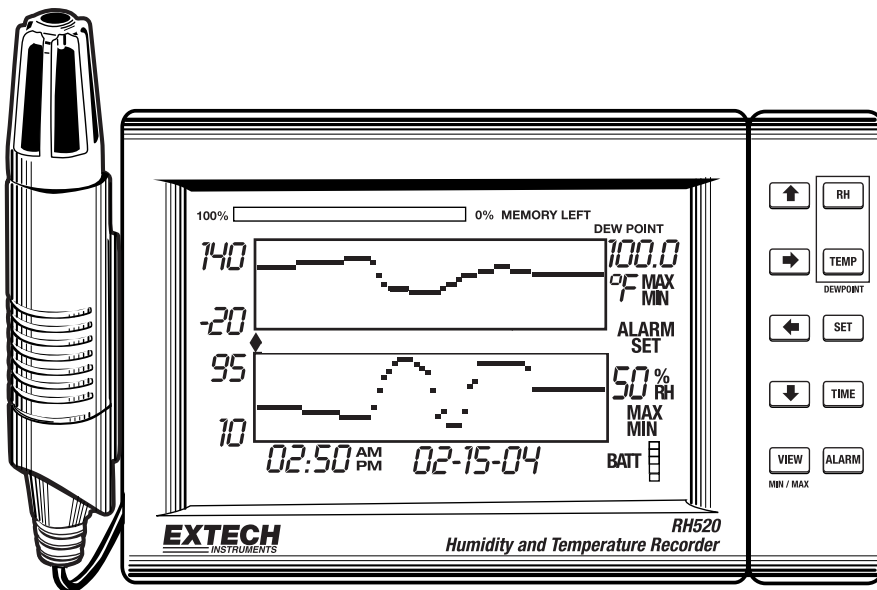 100% 0% MEMORY LEFT
DEW POINT
140 100.0
°F MAX
MIN
-20
ALARM
SET
95
50 %
RH
MAX
MIN
10
02:50 AM
PM 02-15-04
BATT
EXTECH
INSTRUMENTS
RH520
Humidity and Temperature Recorder
RH
TEMP
DEWPOINT
SET
TIME
VIEW ALARM
MIN / MAX